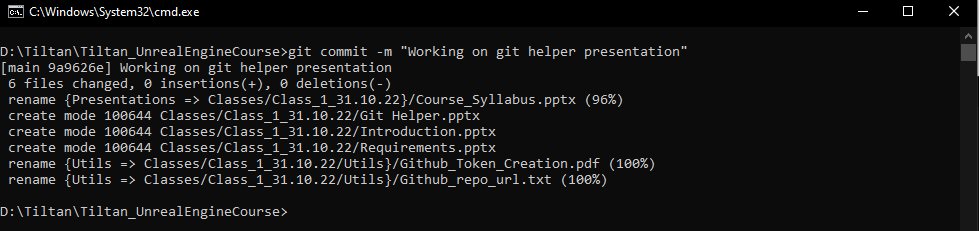 C:\Windows\System32\cmd.exe
D:\Tiltan\Tiltan_UnrealEngineCourse>git commit -m "Working on git helper presentation"
[main 9a9626e] Working on git helper presentation
 6 files changed, 0 insertions(+), 0 deletions(-)
 rename {Presentations => Classes/Class_1_31.10.22}/Course_Syllabus.pptx (96%)
 create mode 100644 Classes/Class_1_31.10.22/Git Helper.pptx
 create mode 100644 Classes/Class_1_31.10.22/Introduction.pptx
 create mode 100644 Classes/Class_1_31.10.22/Requirements.pptx
 rename {Utils => Classes/Class_1_31.10.22/Utils}/Github_Token_Creation.pdf (100%)
 rename {Utils => Classes/Class_1_31.10.22/Utils}/Github_repo_url.txt (100%)
D:\Tiltan\Tiltan_UnrealEngineCourse>